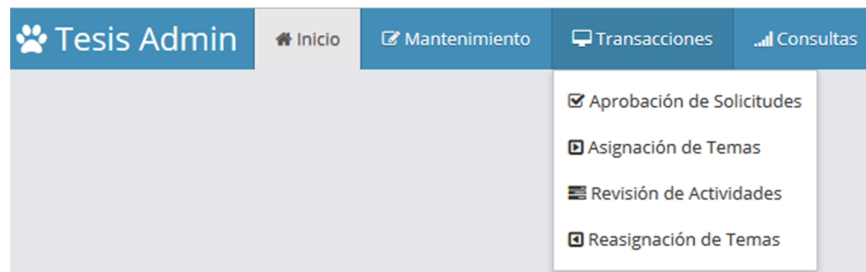 Tesis Admin Inicio Mantenimiento Transacciones Consultas
Aprobación de Solicitudes
Asignación de Temas
Revisión de Actividades
Reasignación de Temas